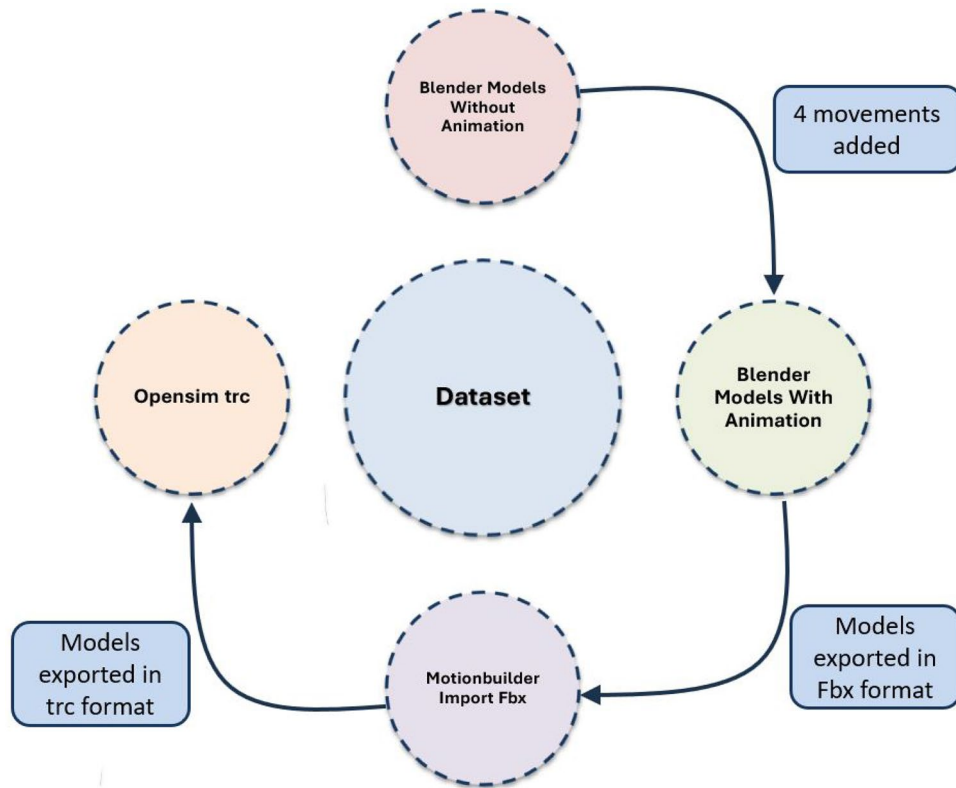 Blender Models
Without
Animation
4 movements
added
Opensim trc
Dataset
Blender
Models With
Animation
Models
exported in
trc format
Motionbuilder
Import Fbx
Models
exported in
Fbx format